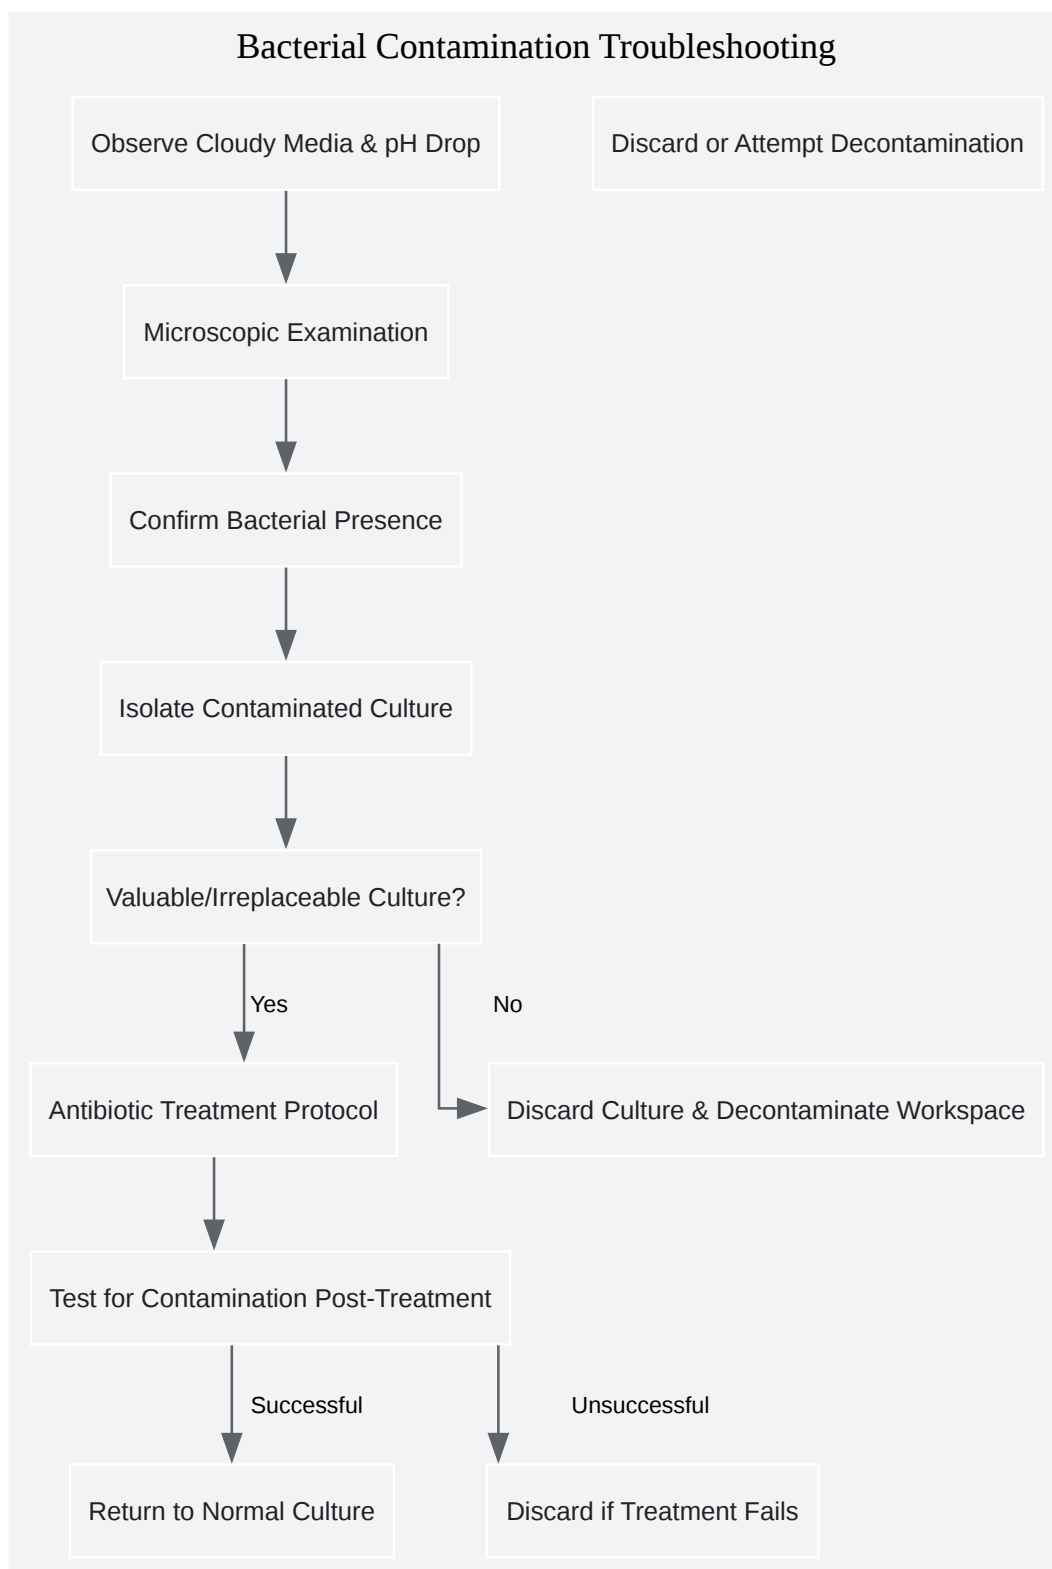 Bacterial Contamination Troubleshooting
Observe Cloudy Media & pH Drop
Discard or Attempt Decontamination
Microscopic Examination
Confirm Bacterial Presence
Isolate Contaminated Culture
Valuable/Irreplaceable Culture?
Yes
No
Antibiotic Treatment Protocol
Discard Culture & Decontaminate Workspace
Test for Contamination Post-Treatment
Successful
Unsuccessful
Return to Normal Culture
Discard if Treatment Fails